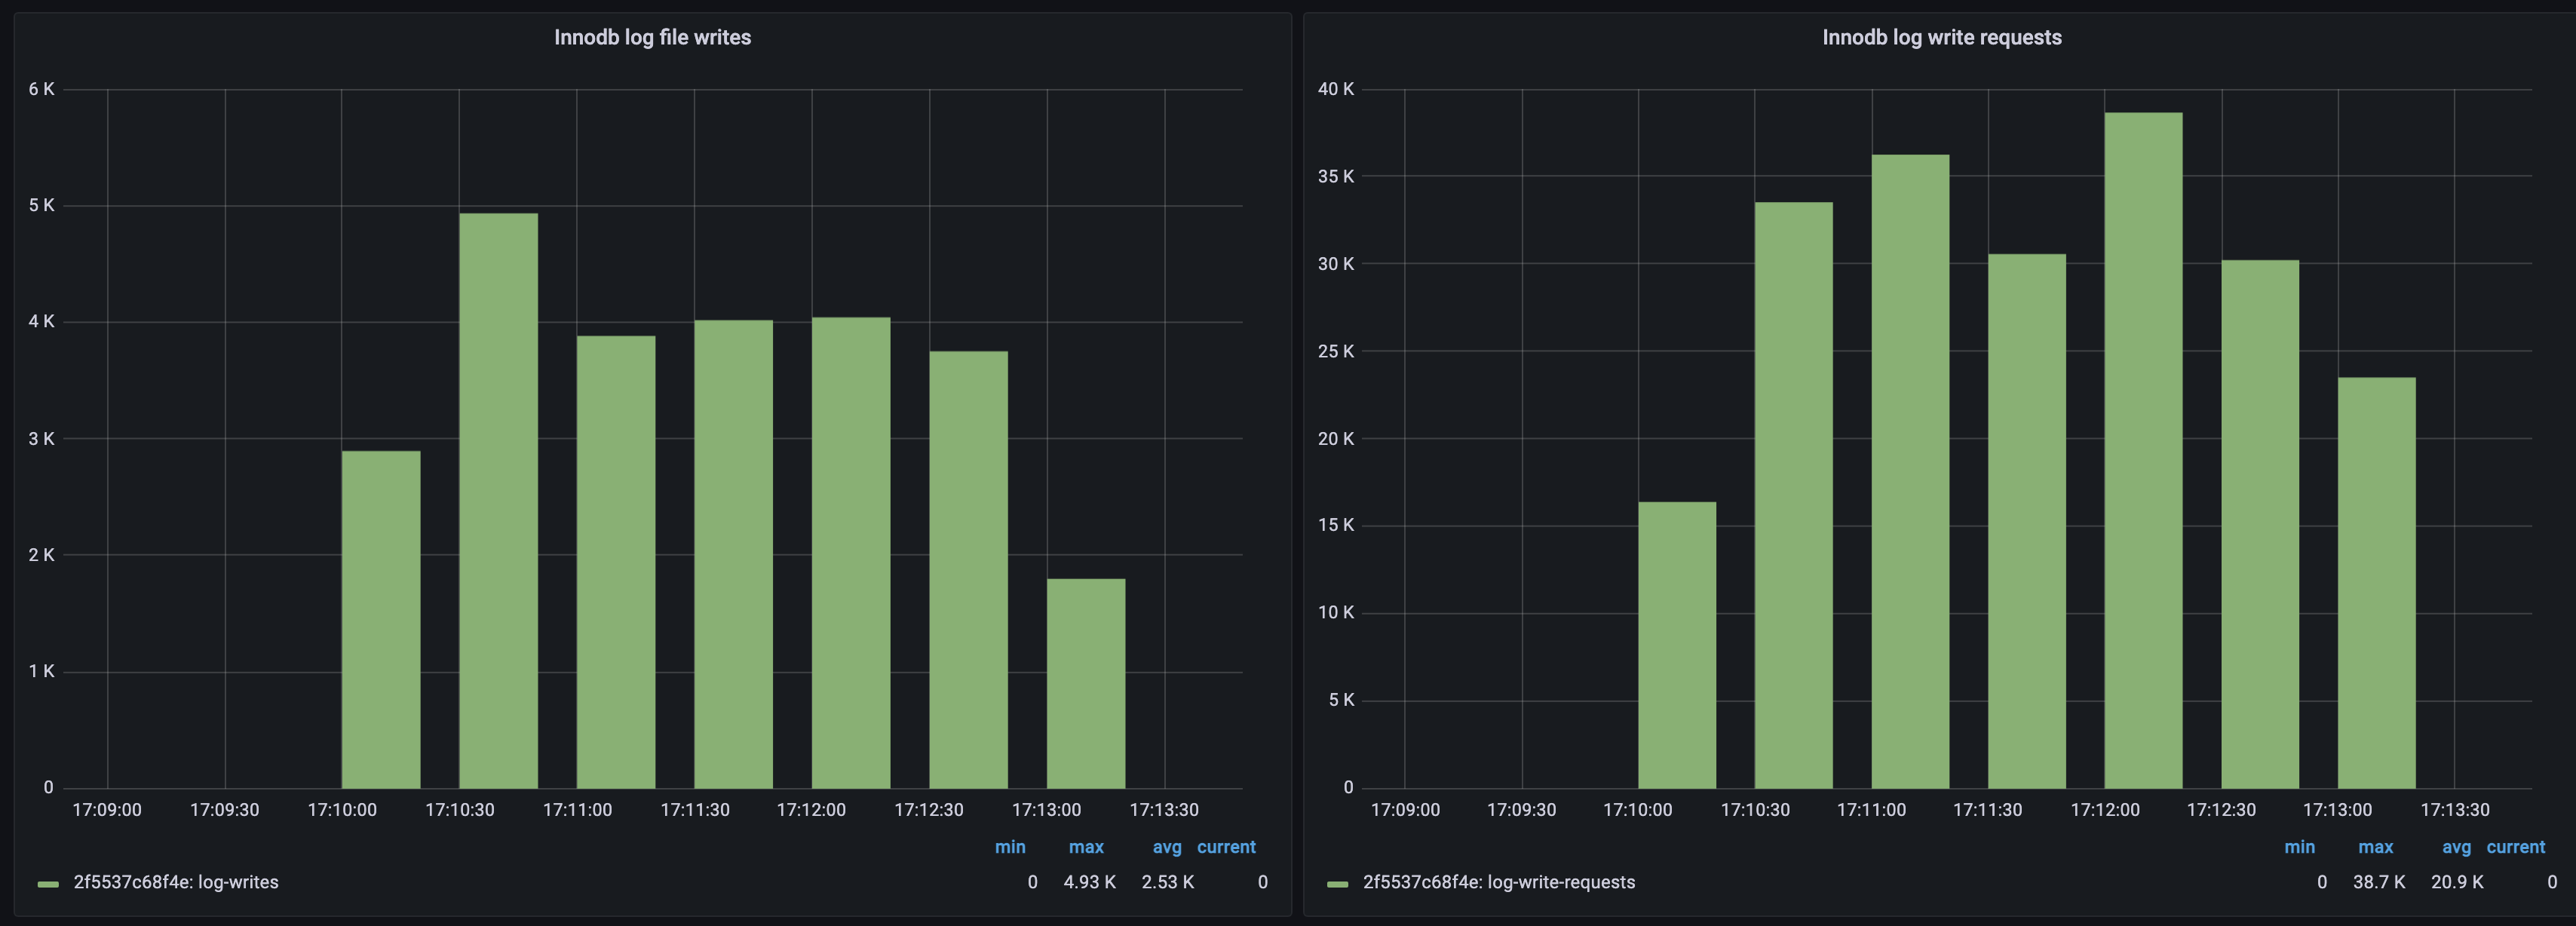 Innodb log file writes
6 K
5 K
4 K
3 K
2 K
1 K
0
17:09:00 17:09:30 17:10:00 17:10:30 17:11:00 17:11:30 17:12:00 17:12:30 17:13:00 17:13:30
min max avg current
2f5537c68f4e: log-writes 0 4.93 K 2.53 K 0
Innodb log write requests
40 K
35 K
30 K
25 K
20 K
15 K
10 K
5 K
0
17:09:00 17:09:30 17:10:00 17:10:30 17:11:00 17:11:30 17:12:00 17:12:30 17:13:00 17:13:30
min max avg current
2f5537c68f4e: log-write-requests 0 38.7 K 20.9 K 0